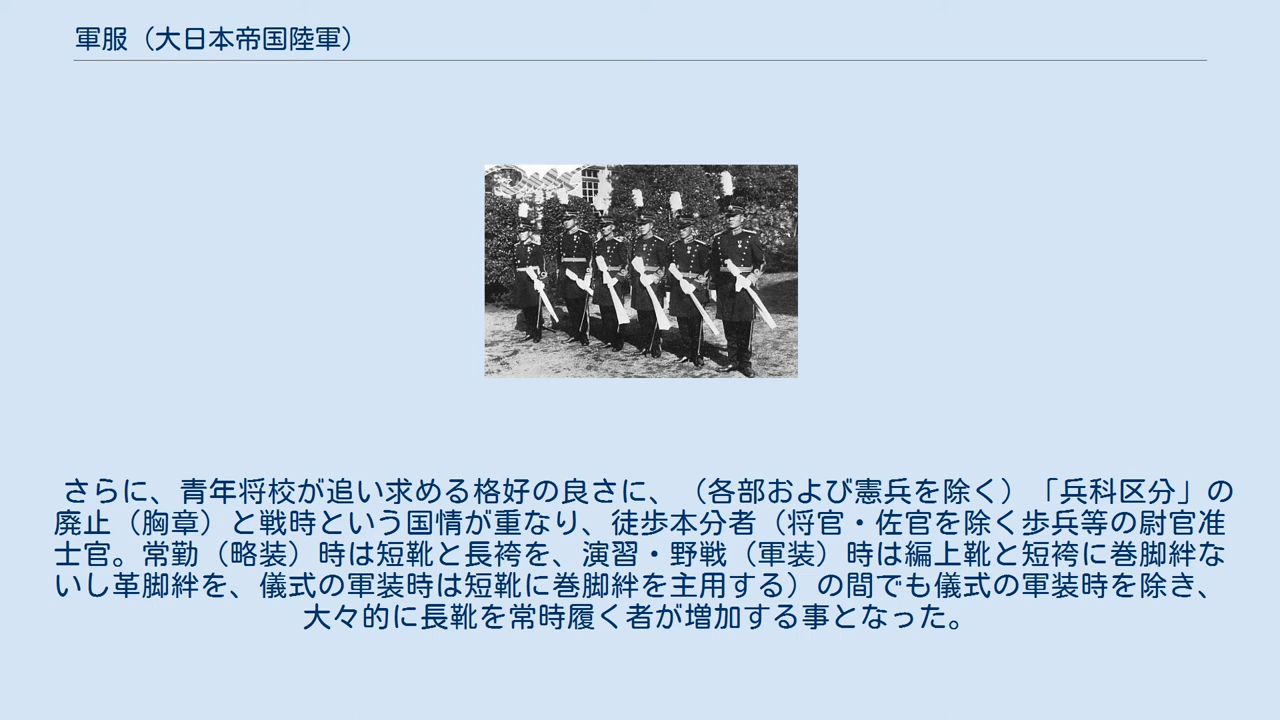 軍服（大日本帝国陸軍）
さらに、青年将校が追い求める格好の良さに、（各部および憲兵を除く）「兵科区分」の
廃止（胸章）と戦時という国情が重なり、徒歩本分者（将官・佐官を除く歩兵等の尉官准
士官。常勤（略装）時は短靴と長袴を、演習・野戦（軍装）時は編上靴と短袴に巻脚絆な
いし革脚絆を、儀式の軍装時は短靴に巻脚絆を主用する）の間でも儀式の軍装時を除き、
大々的に長靴を常時履く者が増加する事となった。